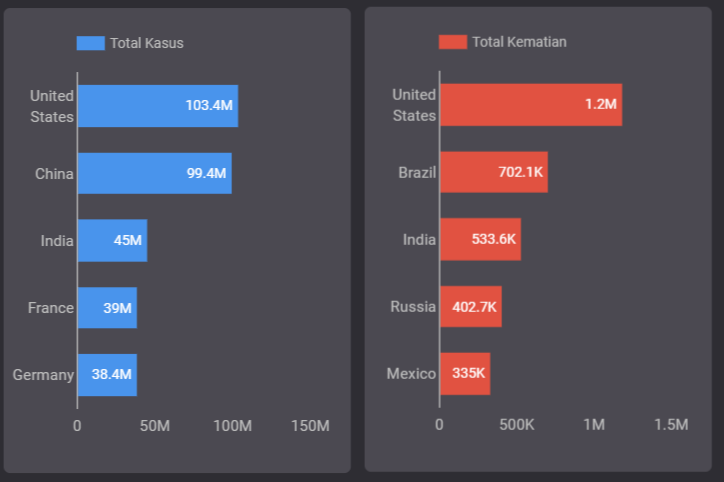 Total Kasus
United
States
103.4M
China
99.4M
India
45M
France
39M
Germany
38.4M
0 50M 100M 150M
Total Kematian
United
States
1.2M
Brazil
702.1K
India
533.6K
Russia
402.7K
Mexico
335K
0 500K 1M 1.5M